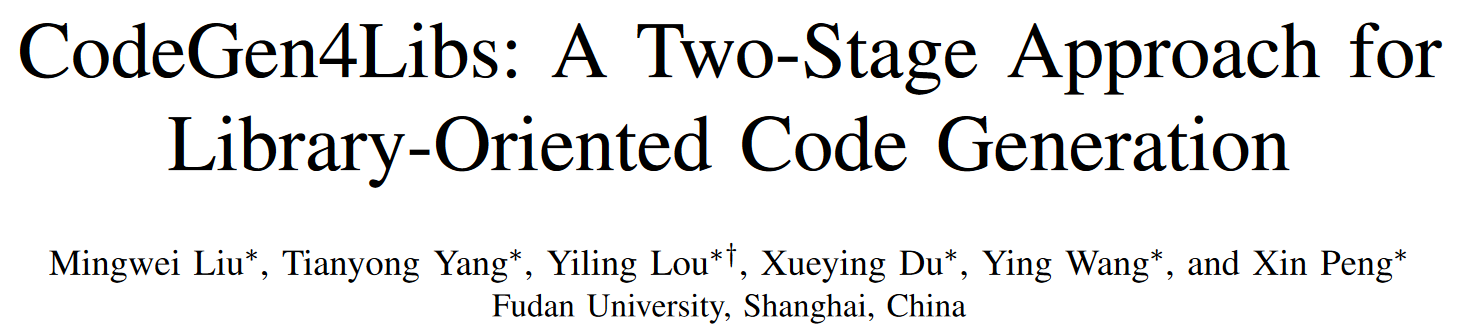 CodeGen4Libs: A Two-Stage Approach for
Library-Oriented Code Generation
Mingwei Liu*, Tianyong Yang*, Yiling Lou*†, Xueying Du*, Ying Wang*, and Xin Peng*
Fudan University, Shanghai, China